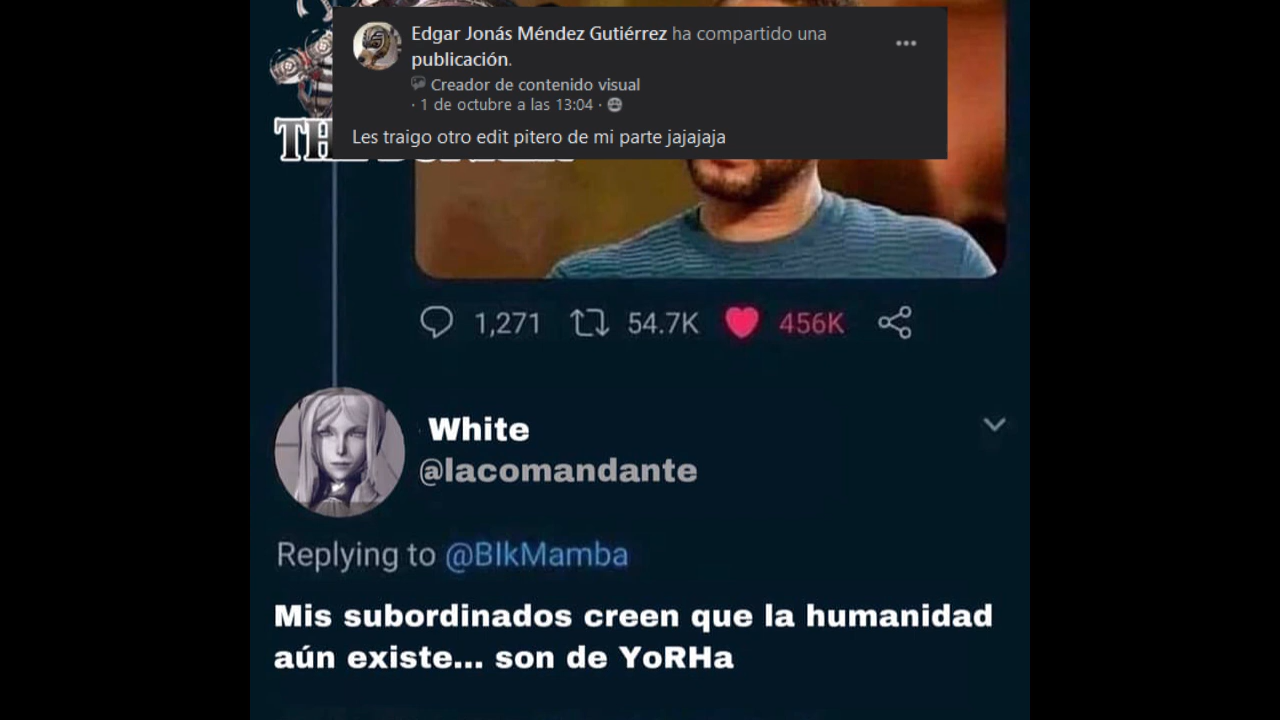 Edgar Jonás Méndez Gutiérrez ha compartido una
publicación.
Creador de contenido visual
· 1 de octubre a las 13:04 ·
Les traigo otro edit pitero de mi parte jajajaja
1,271 54.7K 456K
White
@lacomandante
Replying to @BlkMamba
Mis subordinados creen que la humanidad
aún existe... son de YoRHa